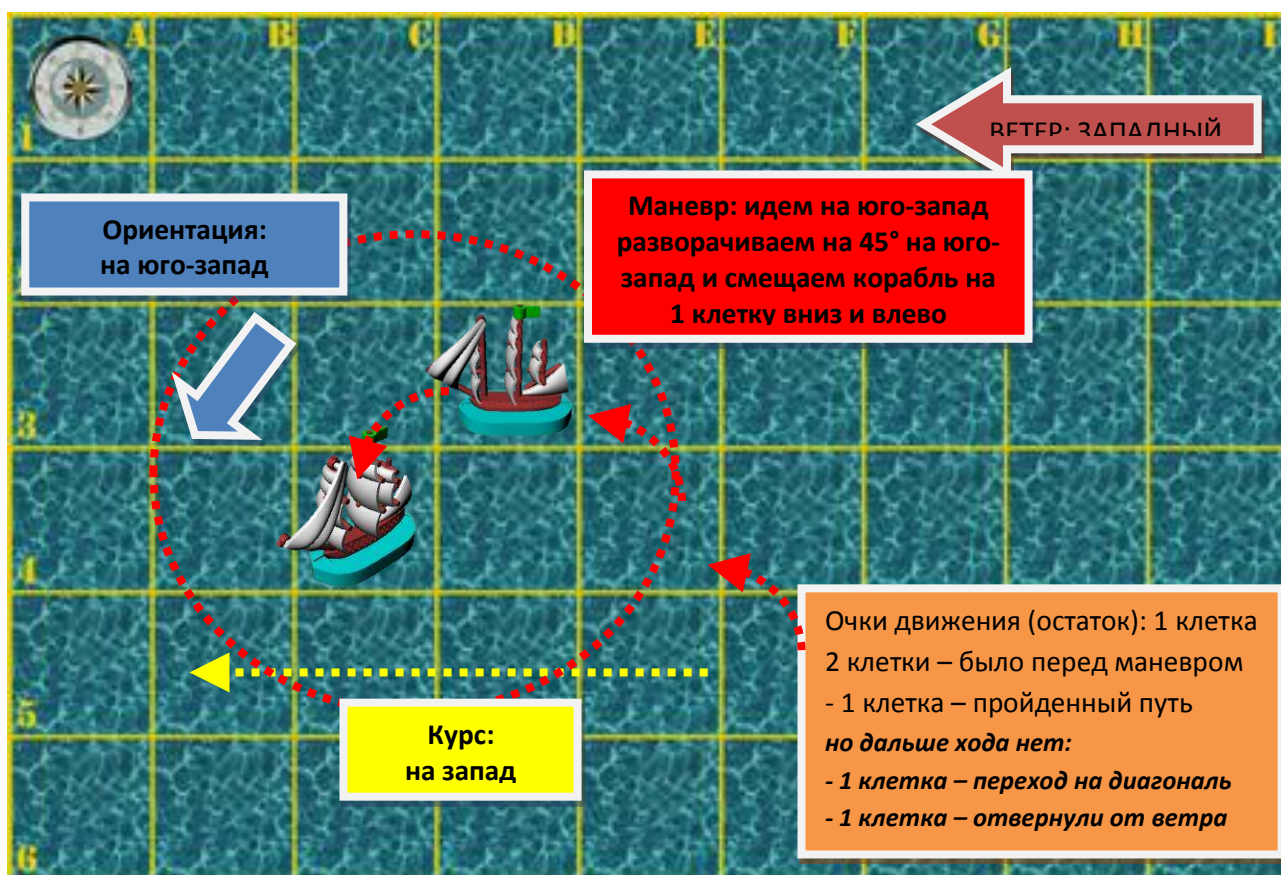 A B C D E F G H I
1
ВЕТЕР: ЗАПАДНЫЙ
Ориентация:
на юго-запад
Маневр: идем на юго-запад
разворачиваем на 45° на юго-
запад и смещаем корабль на
1 клетку вниз и влево
3
4
Очки движения (остаток): 1 клетка
2 клетки – было перед маневром
- 1 клетка – пройденный путь
но дальше хода нет:
- 1 клетка – переход на диагональ
- 1 клетка – отвернули от ветра
5
Курс:
на запад
6